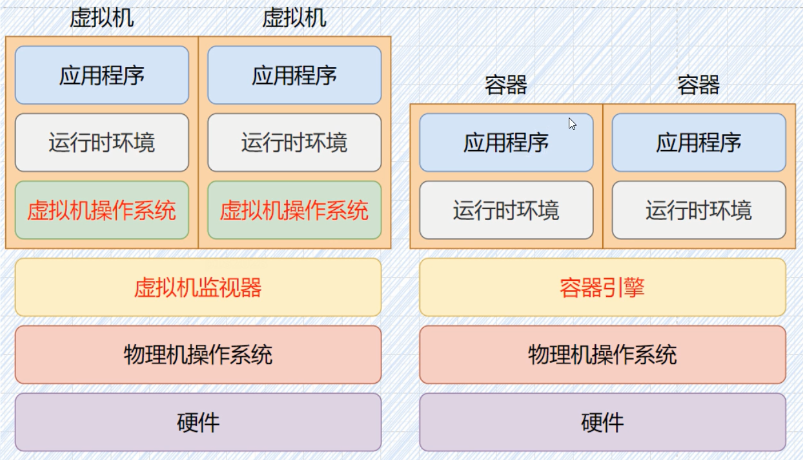 虚拟机 虚拟机
应用程序 应用程序
运行时环境 运行时环境
虚拟机操作系统 虚拟机操作系统
虚拟机监视器
物理机操作系统
硬件
容器 容器
应用程序 应用程序
运行时环境 运行时环境
容器引擎
物理机操作系统
硬件